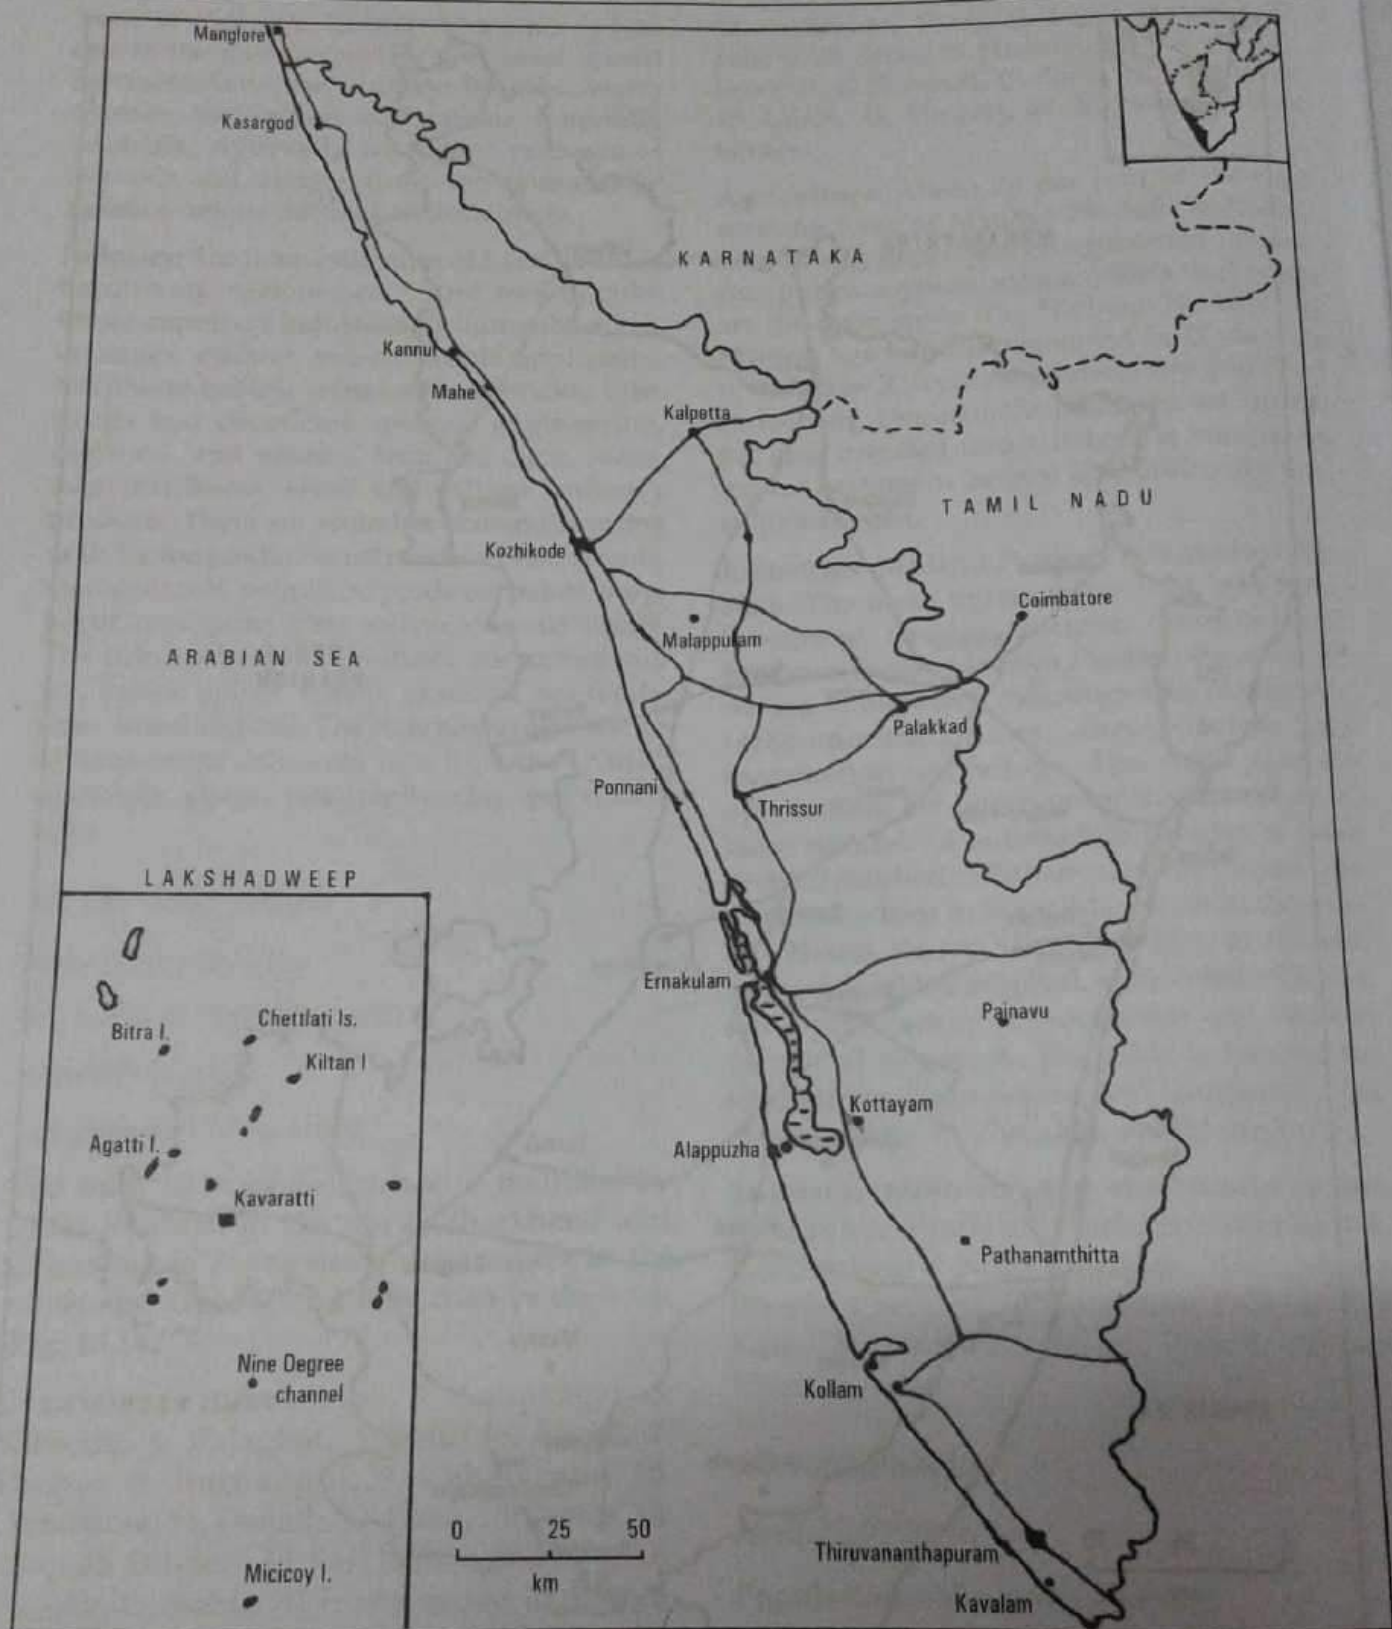 Manglore
Kasargod
KARNATAKA
Kannur
Mahe
Kalpetta
TAMIL NADU
Kozhikode
Coimbatore
Malappuram
ARABIAN SEA
Palakkad
Ponnani
Thrissur
LAKSHADWEEP
Ernakulam
Painavu
Bitra I.
Chettlati Is.
Kiltan I
Kottayam
Agatti I.
Alappuzha
Kavaratti
Pathanamthitta
Nine Degree
channel
Kollam
0 25 50
km
Thiruvananthapuram
Micicoy I.
Kavalam